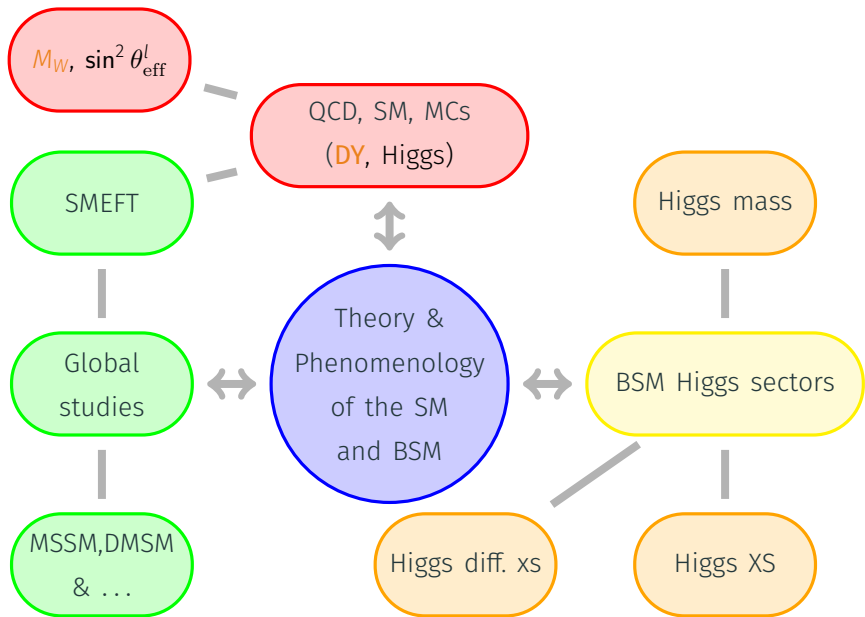 M_W, sin² θ_eff^l
QCD, SM, MCs
(DY, Higgs)
SMEFT
Higgs mass
Theory &
Phenomenology
of the SM
and BSM
Global
studies
BSM Higgs sectors
MSSM,DMSM
& ...
Higgs diff. xs
Higgs XS